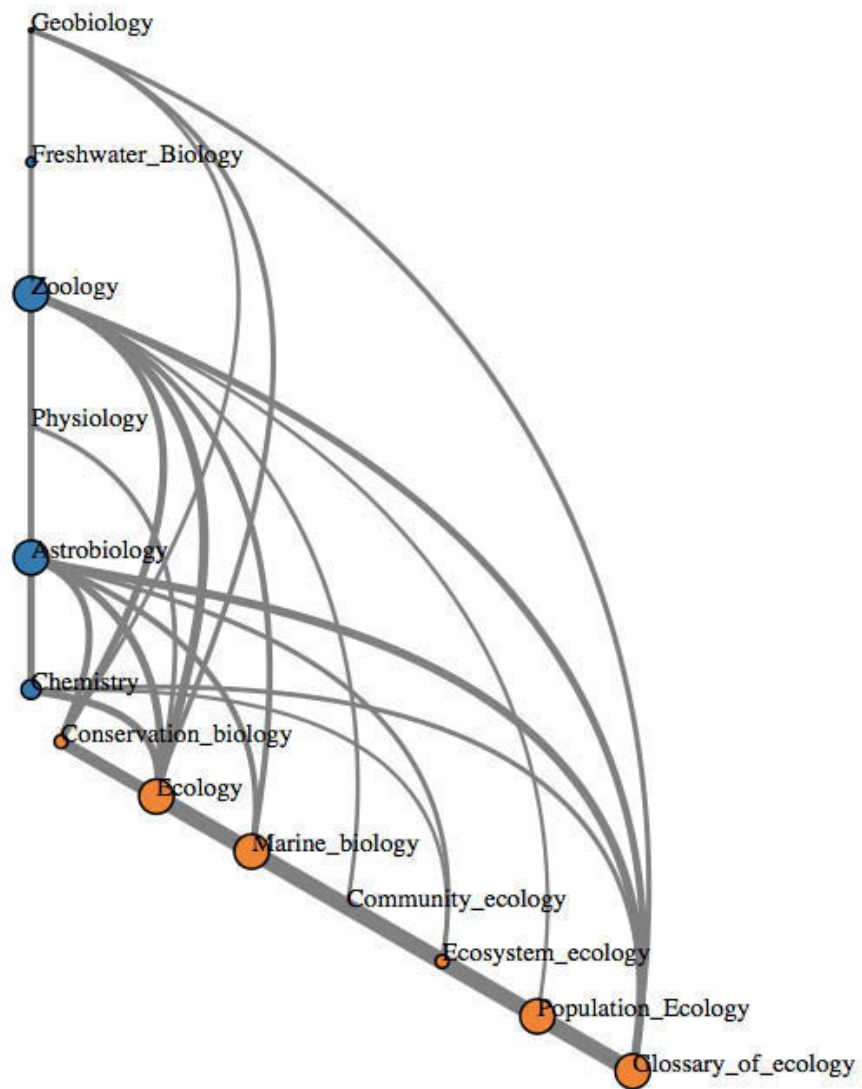 Geobiology
Freshwater_Biology
Zoology
Physiology
Astrobiology
Chemistry
Conservation_biology
Ecology
Marine_biology
Community_ecology
Ecosystem_ecology
Population_Ecology
Glossary_of_ecology